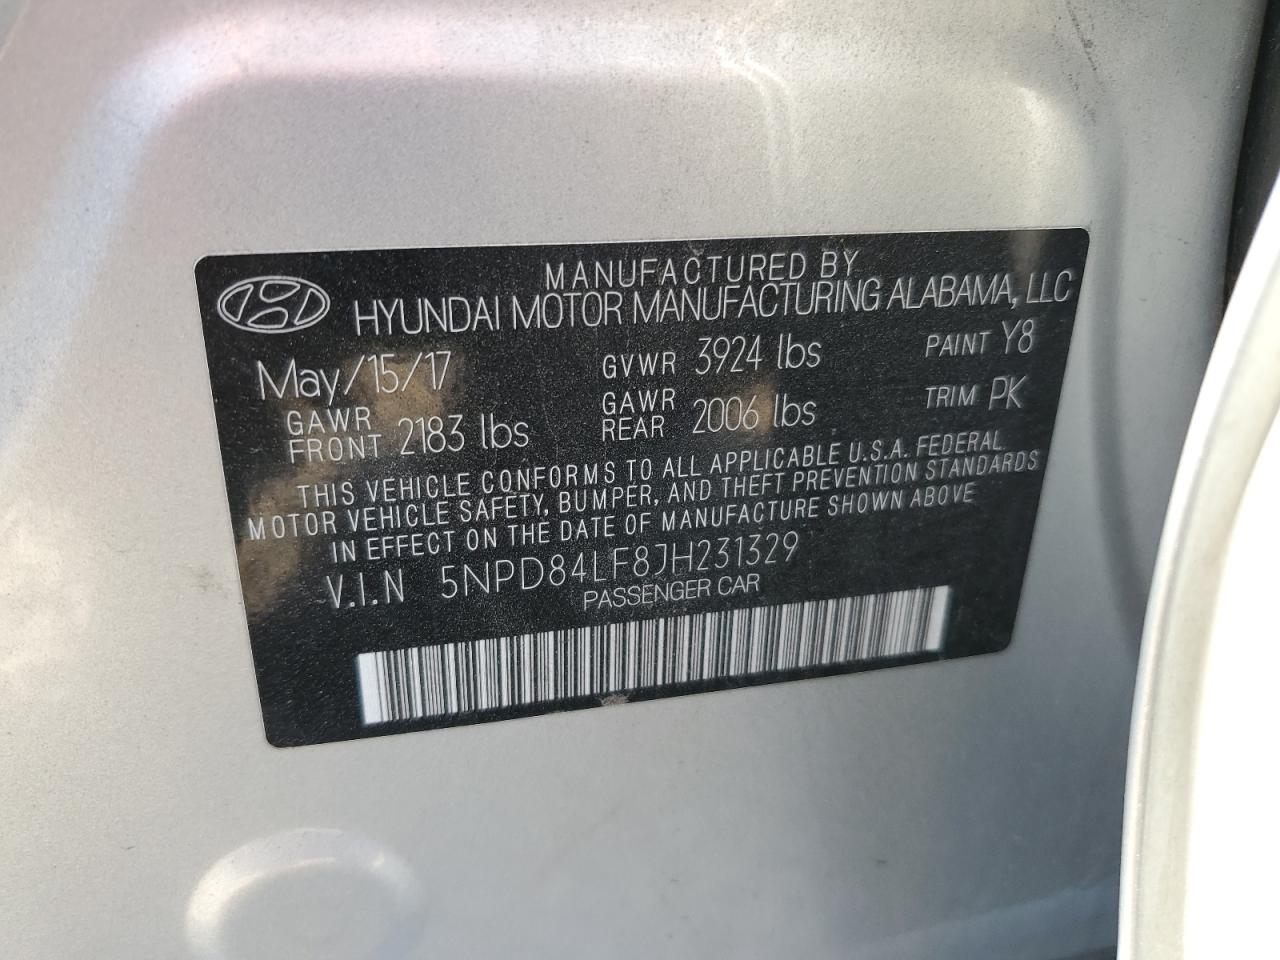 MANUFACTURED BY
HYUNDAI MOTOR MANUFACTURING ALABAMA, LLC
May/15/17 GVWR 3924 lbs PAINT Y8
GAWR FRONT 2183 lbs GAWR REAR 2006 lbs TRIM PK
THIS VEHICLE CONFORMS TO ALL APPLICABLE U.S.A. FEDERAL
MOTOR VEHICLE SAFETY, BUMPER, AND THEFT PREVENTION STANDARDS
IN EFFECT ON THE DATE OF MANUFACTURE SHOWN ABOVE
V.I.N 5NPD84LF8JH231329
PASSENGER CAR